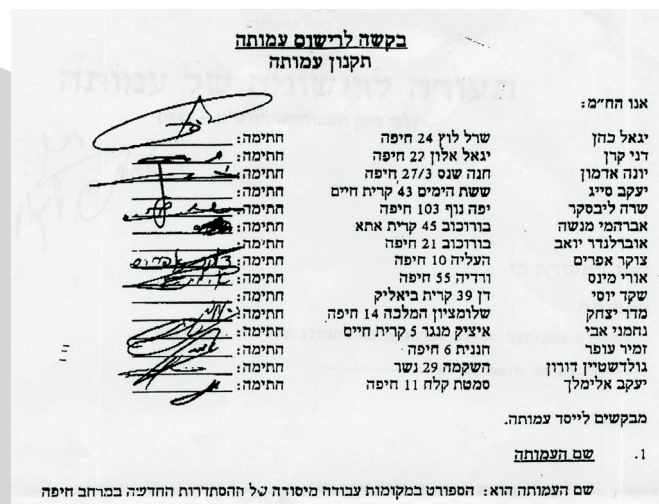 בקשה לרישום עמותה
תקנון עמותה
אנו הח״מ:
יגאל כהן שרל לוץ 24 חיפה חתימה:
דני קרן יגאל אלון 22 חיפה חתימה:
יונה אדמון חנה שנס 27/3 חיפה חתימה:
יעקב סייג ששת הימים 43 קרית חיים חתימה:
שרה ליבסקר יפה נוף 103 חיפה חתימה:
אברהמי מנשה בורוכוב 45 קרית אתא חתימה:
אוברלנדר יואב בורוכוב 21 חיפה חתימה:
צוקר אפרים העליה 10 חיפה חתימה:
אורי מינס ורדיה 55 חיפה חתימה:
שקד יוסי דן 39 קרית ביאליק חתימה:
מדר יצחק שלומציון המלכה 14 חיפה חתימה:
נחמני אבי איציק מנגר 5 קרית חיים חתימה:
זמיר עופר חננית 6 חיפה חתימה:
גולדשטיין דורון השקמה 29 נשר חתימה:
יעקב אלימלך סמטת קלח 11 חיפה חתימה:
מבקשים לייסד עמותה.
1. שם העמותה
שם העמותה הוא: הספורט במקומות עבודה מיסודה של ההסתדרות החדשה במרחב חיפה